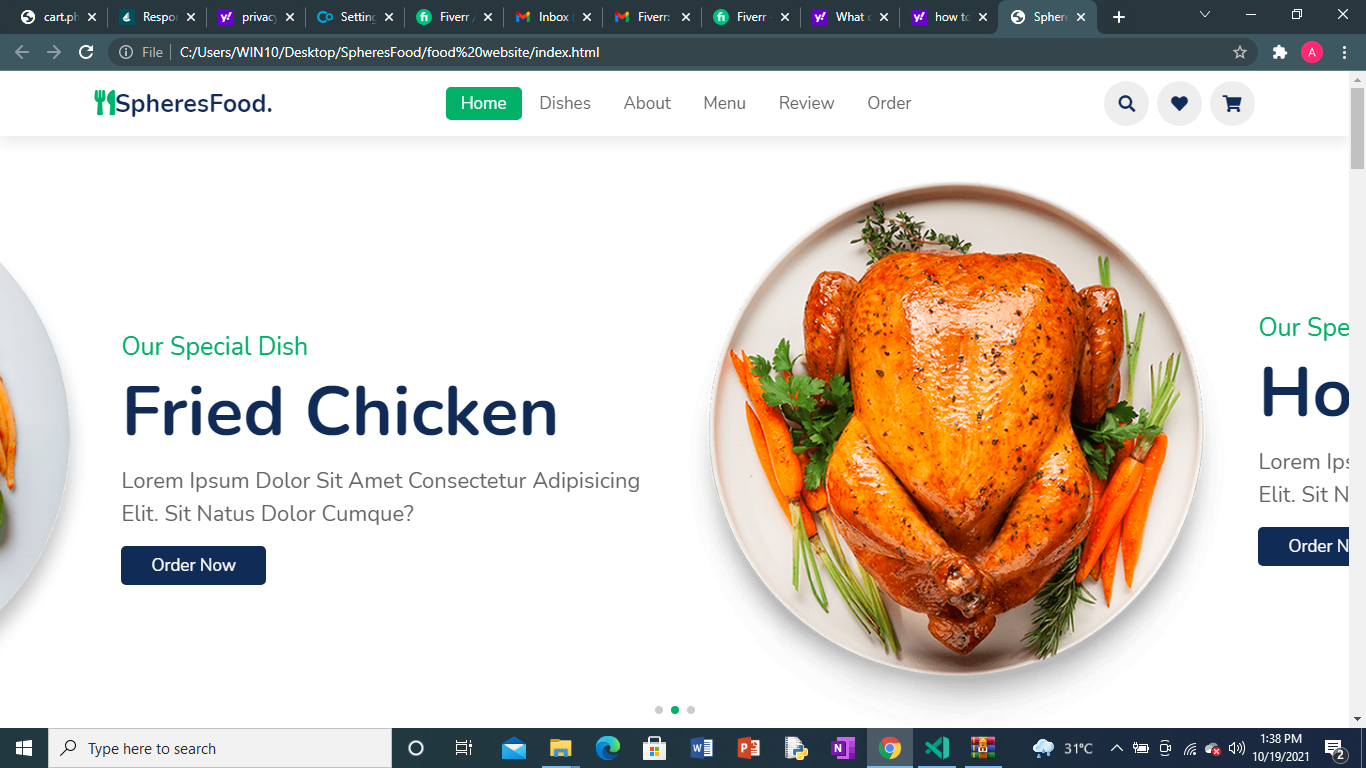 cart.ph
Respor
privacy
Setting
Fiverr /
Inbox
Fiverr:
Fiverr
What
how to
Sphere
File
C:/Users/WIN10/Desktop/SpheresFood/food%20website/index.html
A
SpheresFood.
Home
Dishes
About
Menu
Review
Order
Our Special Dish
Fried Chicken
Lorem Ipsum Dolor Sit Amet Consectetur Adipisicing
Elit. Sit Natus Dolor Cumque?
Order Now
Our Spe
Ho
Lorem Ips
Elit. Sit N
Order N
Type here to search
31°C
1:38 PM
10/19/2021
2